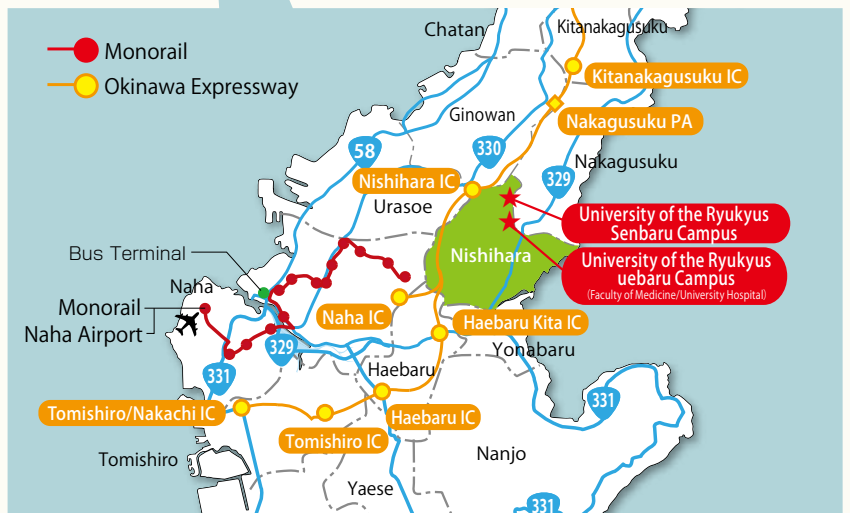 Monorail
Okinawa Expressway
Chatan
Kitanakagusuku
Kitanakagusuku IC
Ginowan
Nakagusuku PA
58
330
Nakagusuku
Nishihara IC
329
Urasoe
University of the Ryukyus
Senbaru Campus
Nishihara
University of the Ryukyus
uebaru Campus
(Faculty of Medicine/University Hospital)
Bus Terminal
Naha
Monorail
Naha Airport
Naha IC
Haebaru Kita IC
329
Yonabaru
331
Haebaru
331
Tomishiro/Nakachi IC
Haebaru IC
Tomishiro IC
Tomishiro
Nanjo
Yaese
331